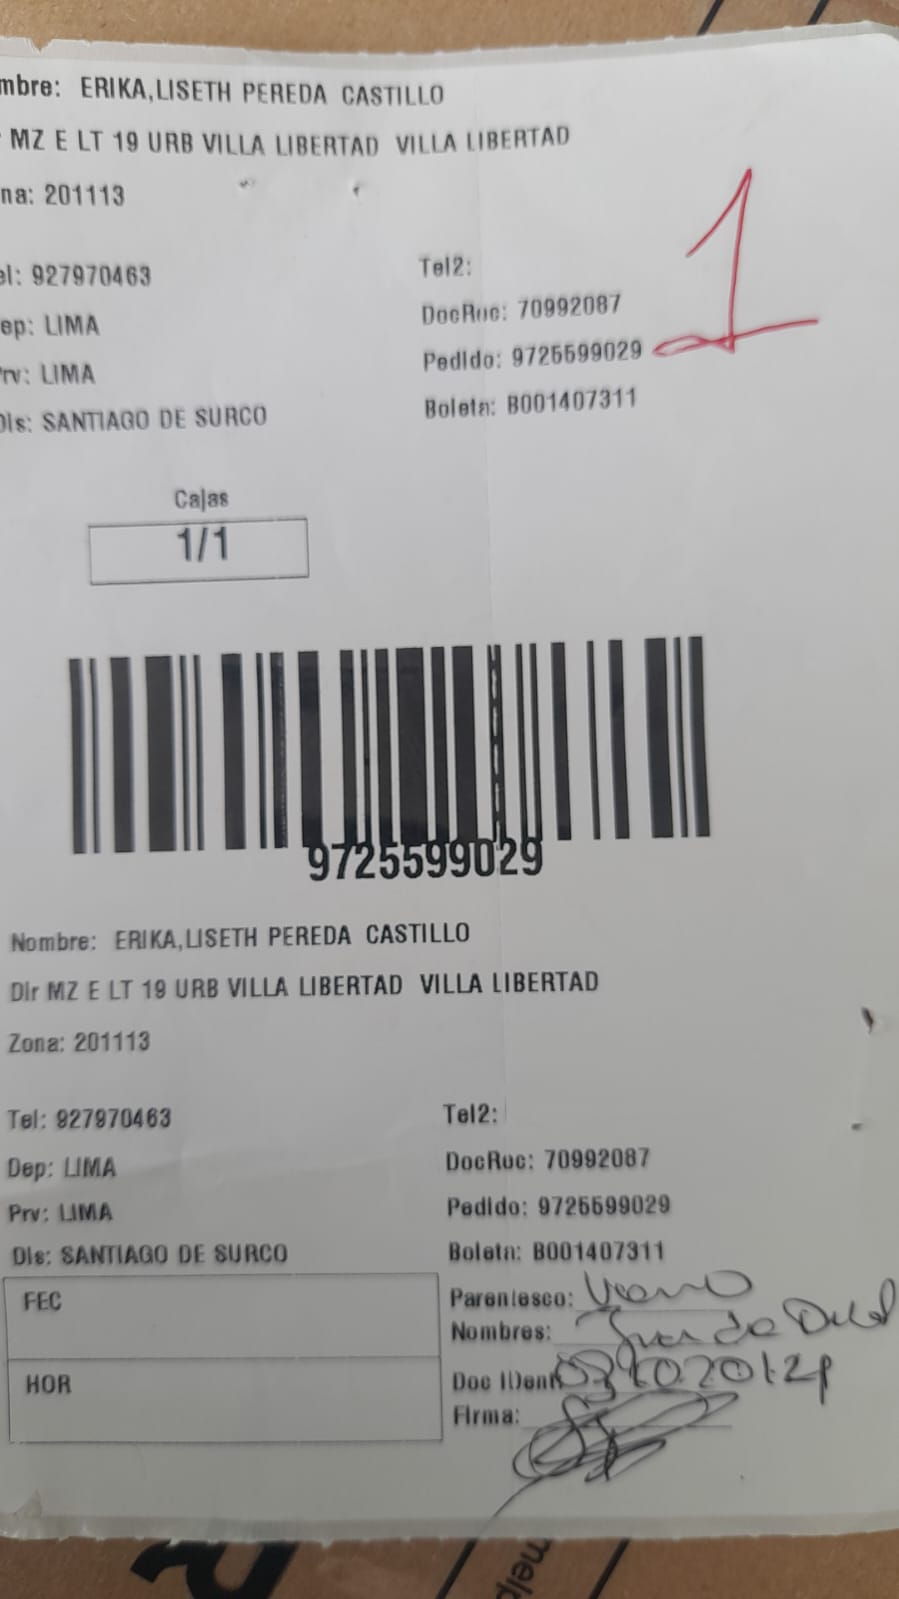 mbre: ERIKA,LISETH PEREDA CASTILLO
MZ E LT 19 URB VILLA LIBERTAD VILLA LIBERTAD
na: 201113
1
el: 927970463 Tel2:
ep: LIMA DocRuc: 70992087
rv: LIMA Pedido: 9725599029
Dis: SANTIAGO DE SURCO Boleta: B001407311
Cajas
1/1
9725599029
Nombre: ERIKA,LISETH PEREDA CASTILLO
Dir MZ E LT 19 URB VILLA LIBERTAD VILLA LIBERTAD
Zona: 201113
Tel: 927970463 Tel2:
Dep: LIMA DocRuc: 70992087
Prv: LIMA Pedido: 9725599029
Dis: SANTIAGO DE SURCO Boleta: B001407311
FEC Parentesco:
Nombres:
HOR Doc IDent
Firma: